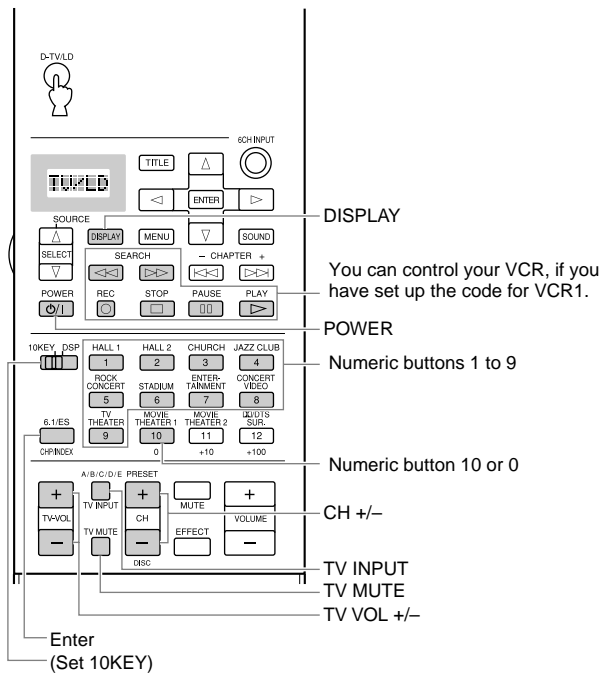 D-TV/LD
6CH INPUT
TITLE
TV/LD
ENTER
SOURCE
SELECT
DISPLAY
MENU
SOUND
DISPLAY
SEARCH
– CHAPTER +
You can control your VCR, if you
have set up the code for VCR1.
POWER
REC
STOP
PAUSE
PLAY
POWER
10KEY DSP
HALL 1
HALL 2
CHURCH
JAZZ CLUB
1
2
3
4
Numeric buttons 1 to 9
ROCK
CONCERT
STADIUM
ENTER-
TAINMENT
CONCERT
VIDEO
5
6
7
8
6.1/ES
TV
THEATER
MOVIE
THEATER 1
MOVIE
THEATER 2
DD/DTS
SUR.
9
10
11
12
CHP/INDEX
0
+10
+100
Numeric button 10 or 0
A/B/C/D/E
PRESET
+
TV-VOL
–
TV INPUT
TV MUTE
+
CH
–
DISC
MUTE
EFFECT
+
VOLUME
–
CH +/–
TV INPUT
TV MUTE
TV VOL +/–
Enter
(Set 10KEY)